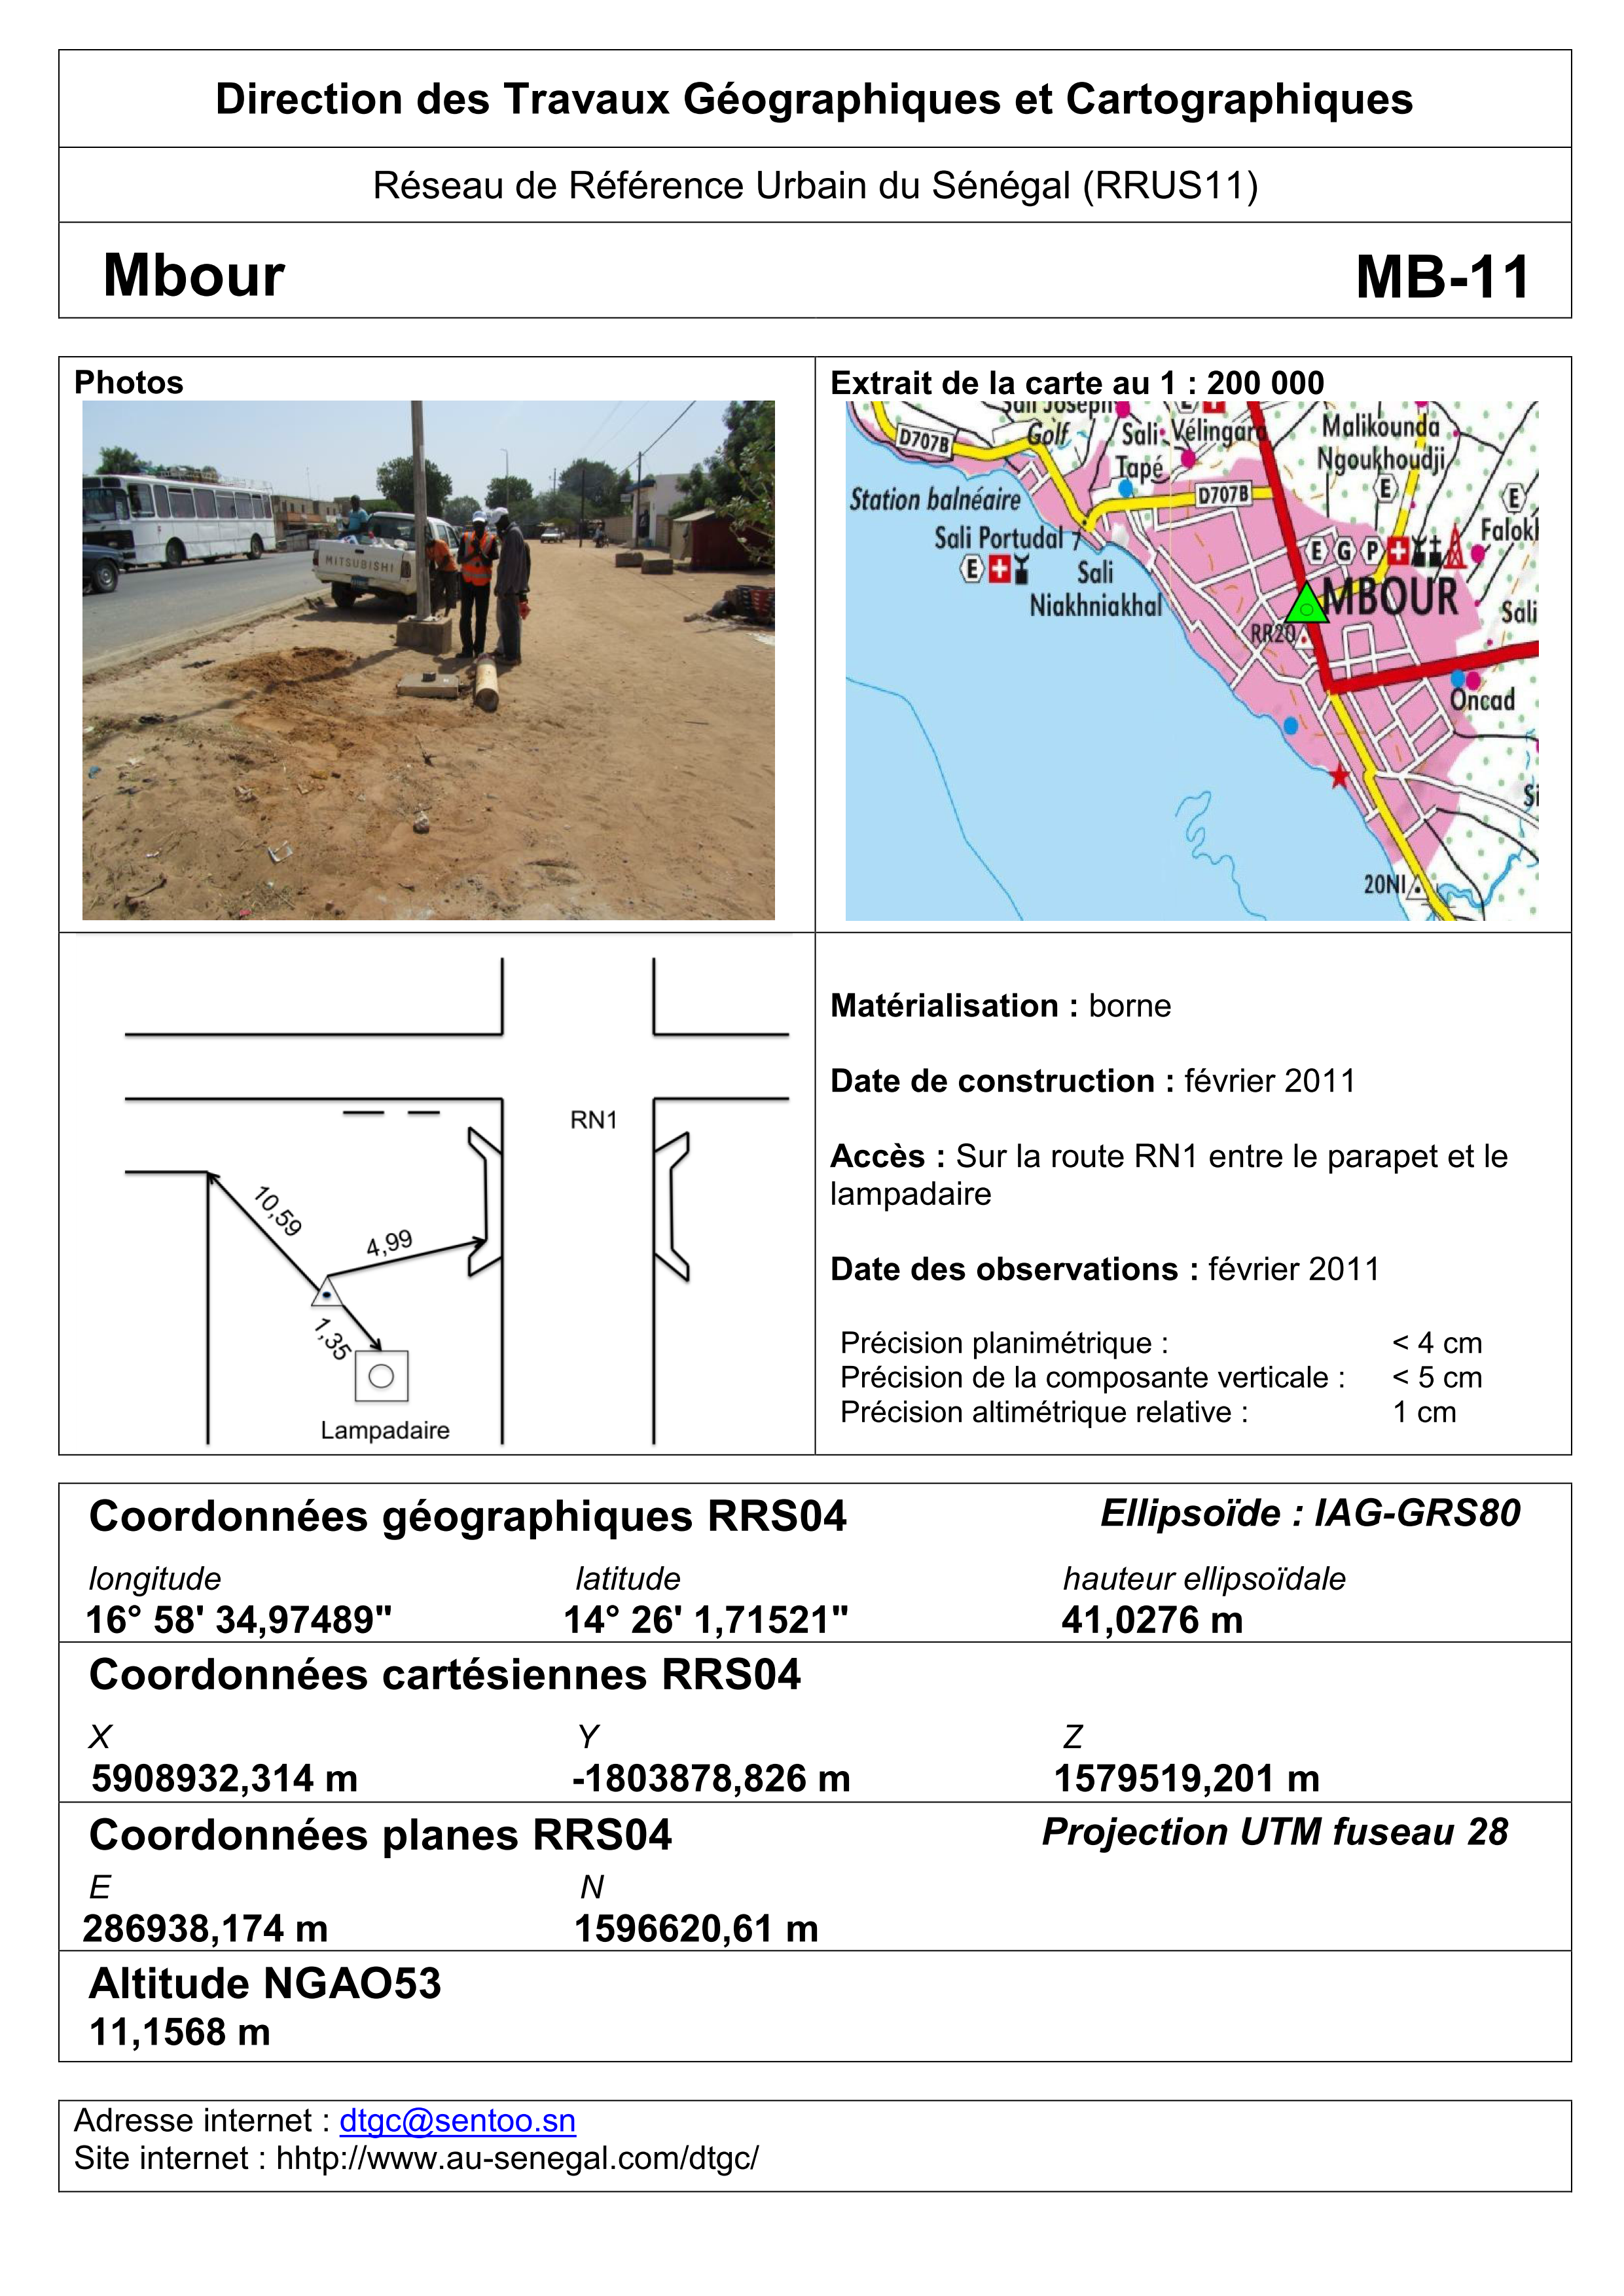 Direction des Travaux Géographiques et Cartographiques
Réseau de Référence Urbain du Sénégal (RRUS11)
Mbour
MB-11
Photos
MITSUBISHI
Extrait de la carte au 1 : 200 000
Sali Joseph
E
D707B
Golf
Sali
Vélingara
Malikounda
Tapé
Ngoukhoudji
E
D707B
Station balnéaire
E
Falok
Sali Portudal
E
Sali
Niakhniakhal
E G P
MBOUR
Sali
RR20
Oncad
Si
20NI
RN1
10,59
4,99
1,35
Lampadaire
Matérialisation : borne
Date de construction : février 2011
Accès : Sur la route RN1 entre le parapet et le
lampadaire
Date des observations : février 2011
Précision planimétrique : < 4 cm
Précision de la composante verticale : < 5 cm
Précision altimétrique relative : 1 cm
Coordonnées géographiques RRS04 Ellipsoïde : IAG-GRS80
longitude latitude hauteur ellipsoïdale
16° 58' 34,97489" 14° 26' 1,71521" 41,0276 m
Coordonnées cartésiennes RRS04
X Y Z
5908932,314 m -1803878,826 m 1579519,201 m
Coordonnées planes RRS04 Projection UTM fuseau 28
E N
286938,174 m 1596620,61 m
Altitude NGAO53
11,1568 m
Adresse internet : dtgc@sentoo.sn
Site internet : hhtp://www.au-senegal.com/dtgc/